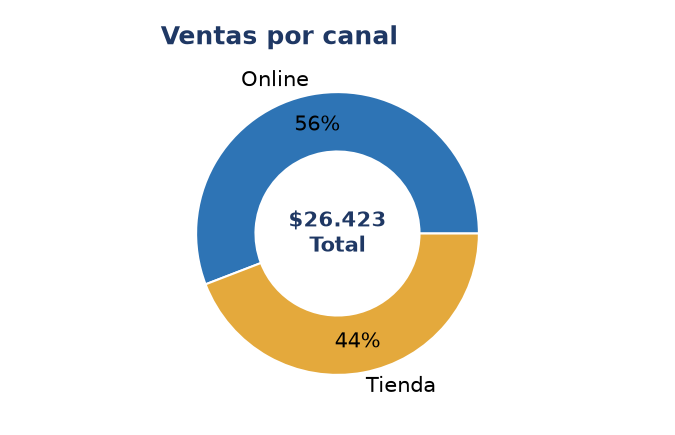 Ventas por canal
Online
56%
$26.423
Total
44%
Tienda